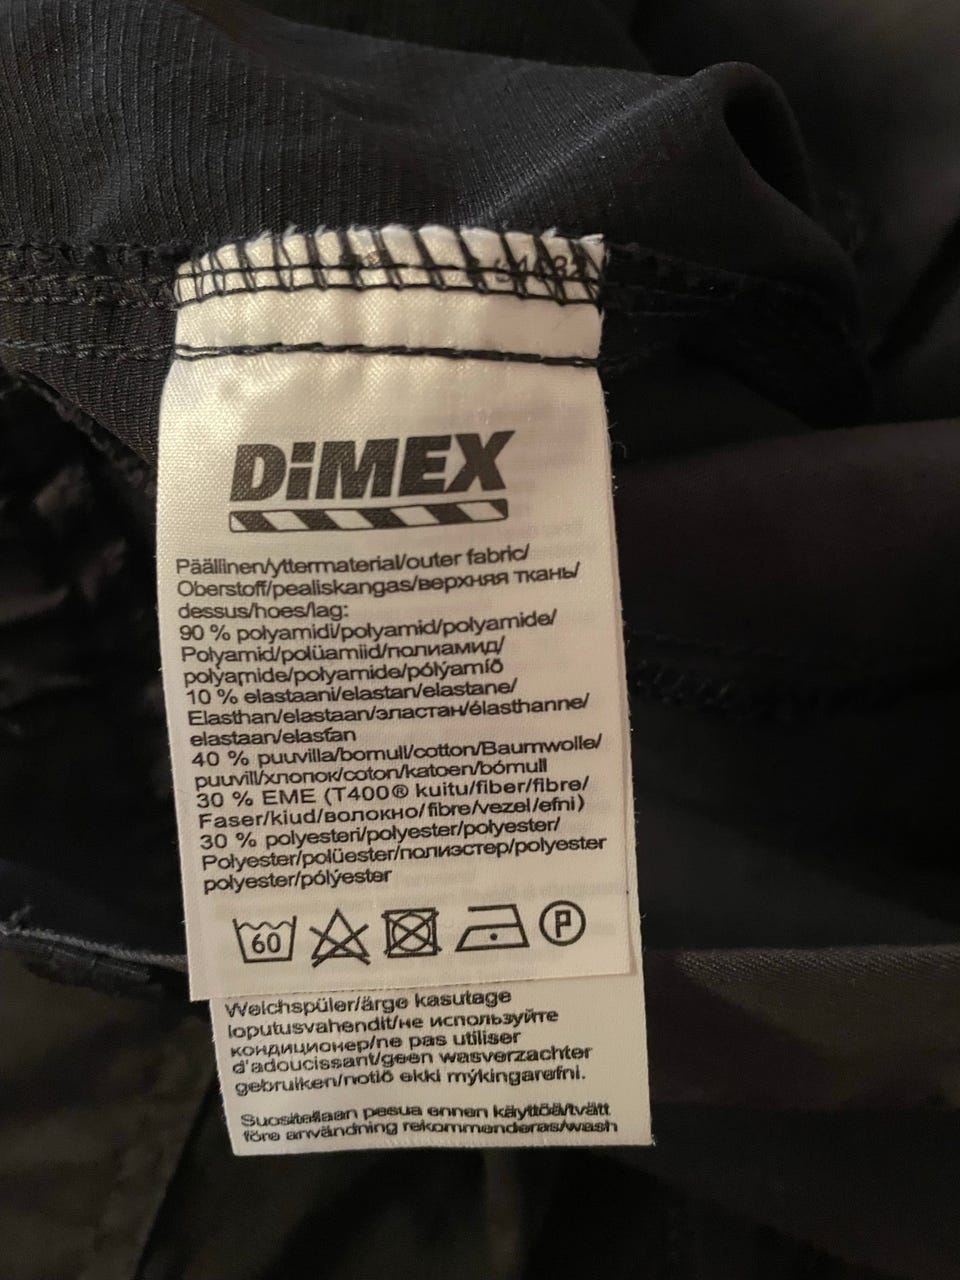 DiMEX
Päällinen/yttermaterial/outer fabric/
Oberstoff/pealiskangas/верхняя ткань/
dessus/hoes/lag:
90 % polyamidi/polyamid/polyamide/
Polyamid/polüamiid/полиамид/
polyamide/polyamide/pólýamíð
10 % elastaani/elastan/elastane/
Elasthan/elastaan/эластан/élasthanne/
elastaan/elastan
40 % puuvilla/bomull/cotton/Baumwolle/
puuvill/хлопок/coton/katoen/bómull
30 % EME (T400® kuitu/fiber/fibre/
Faser/kiud/волокно/fibre/vezel/efni)
30 % polyesteri/polyester/polyester/
Polyester/polüester/полиэстер/polyester
polyester/pólýester
60
P
Weichspüler/ärge kasutage
loputusvahendit/не используйте
кондиционер/ne pas utiliser
d'adoucissant/geen wasverzachter
gebruiken/notið ekki mýkingarefni.
Suositellaan pesua ennen käyttöä/tvätt
före användning rekommenderas/wash